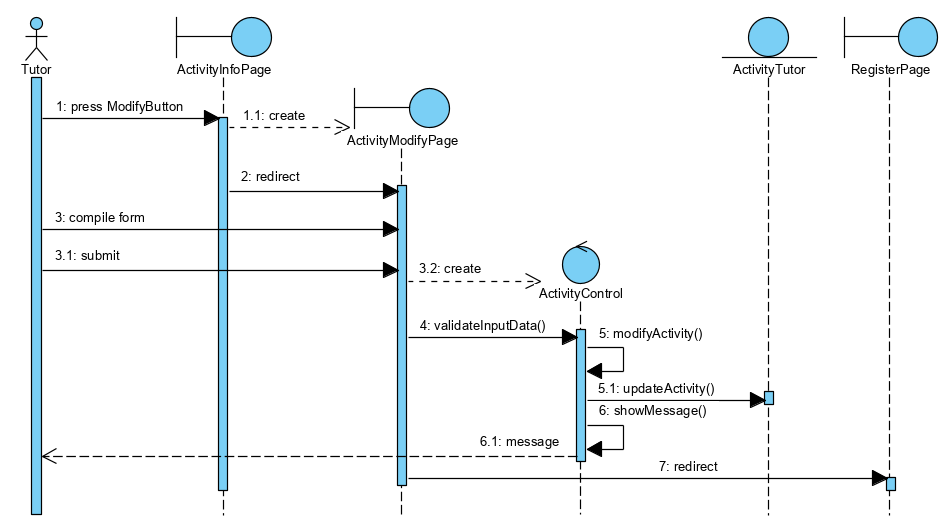 Tutor
ActivityInfoPage
ActivityTutor
RegisterPage
1: press ModifyButton
1.1: create
ActivityModifyPage
2: redirect
3: compile form
3.1: submit
3.2: create
ActivityControl
4: validateInputData()
5: modifyActivity()
5.1: updateActivity()
6: showMessage()
6.1: message
7: redirect